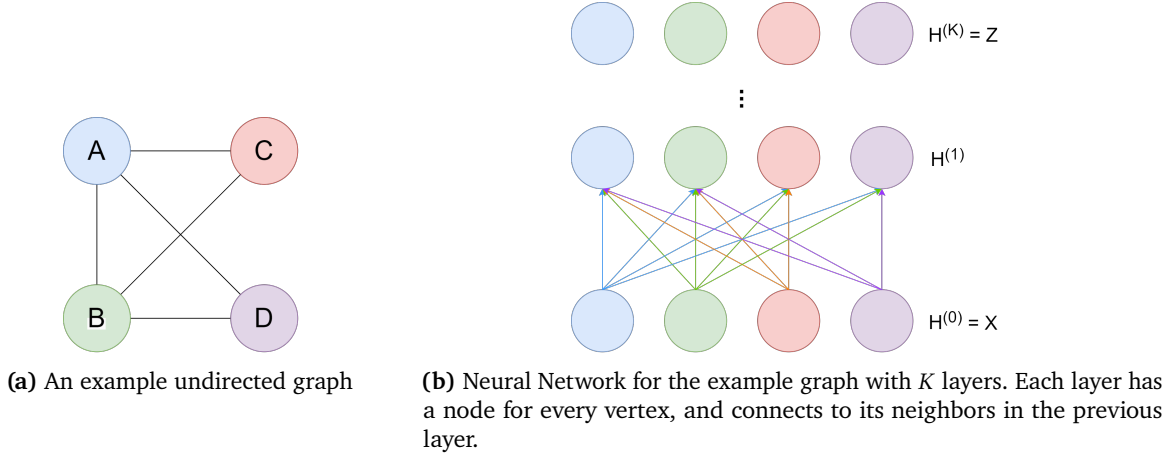 H(K) = Z
⋮
A
C
H(1)
B
D
H(0) = X
(a) An example undirected graph
(b) Neural Network for the example graph with K layers. Each layer has
a node for every vertex, and connects to its neighbors in the previous
layer.